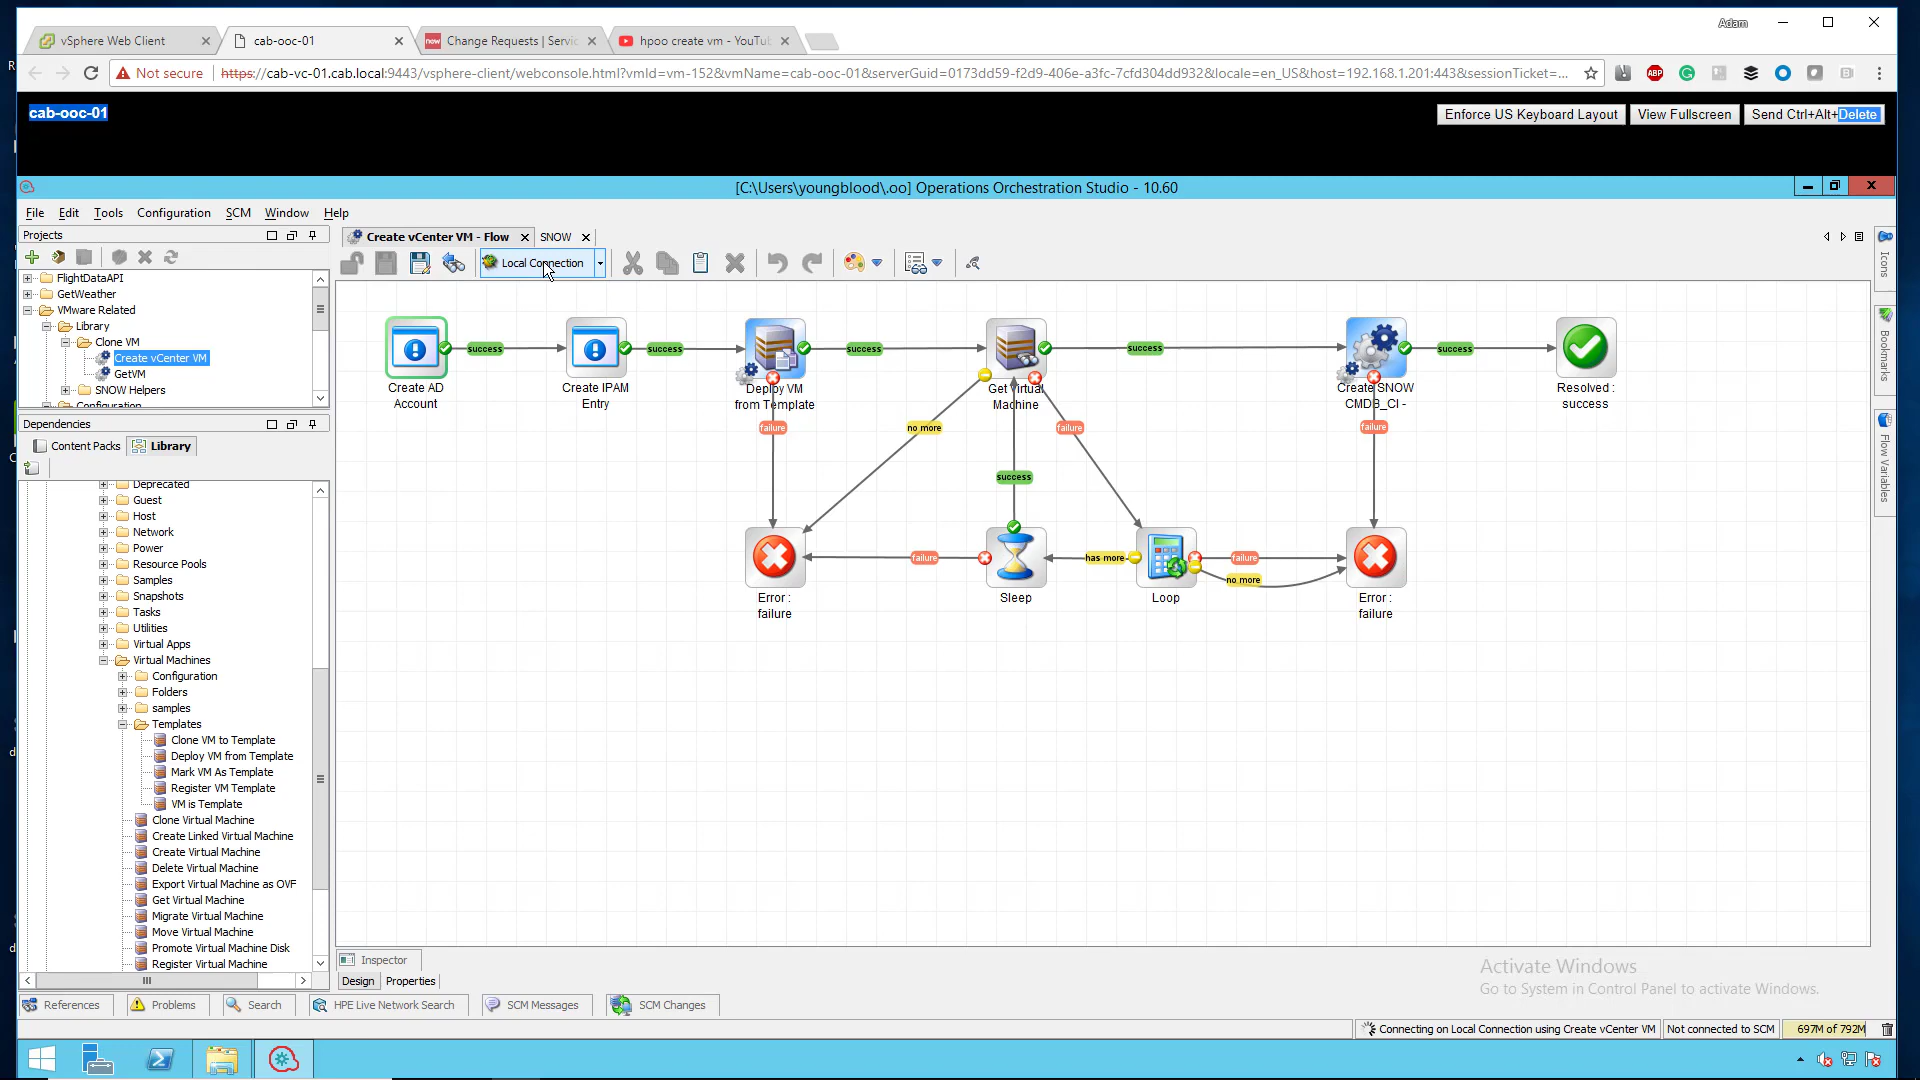 Adam
vSphere Web Client
cab-ooc-01
Change Requests | Servic
hpoo create vm - YouTu
Not secure
https://cab-vc-01.cab.local:9443/vsphere-client/webconsole.html?vmId=vm-152&vmName=cab-ooc-01&serverGuid=0173dd59-f2d9-406e-a3fc-7cfd304dd932&locale=en_US&host=192.168.1.201:443&sessionTicket=...
new
ABP
cab-ooc-01
Enforce US Keyboard Layout
View Fullscreen
Send Ctrl+Alt+Delete
[C:\Users\youngblood\.oo] Operations Orchestration Studio - 10.60
File Edit Tools Configuration SCM Window Help
Projects
Create vCenter VM - Flow
SNOW
Local Connection
FlightDataAPI
GetWeather
VMware Related
Library
Clone VM
Create vCenter VM
GetVM
SNOW Helpers
Configuration
Dependencies
Content Packs
Library
Deprecated
Guest
Host
Network
Power
Resource Pools
Samples
Snapshots
Tasks
Utilities
Virtual Apps
Virtual Machines
Configuration
Folders
samples
Templates
Clone VM to Template
Deploy VM from Template
Mark VM As Template
Register VM Template
VM is Template
Clone Virtual Machine
Create Linked Virtual Machine
Create Virtual Machine
Delete Virtual Machine
Export Virtual Machine as OVF
Get Virtual Machine
Migrate Virtual Machine
Move Virtual Machine
Promote Virtual Machine Disk
Register Virtual Machine
success
success
success
success
success
Create AD
Account
Create IPAM
Entry
Deploy VM
from Template
Get Virtual
Machine
Create SNOW
CMDB_CI -
Resolved :
success
failure
no more
failure
failure
success
failure
has more
failure
no more
Error :
failure
Sleep
Loop
Error :
failure
Icons
Bookmarks
Flow Variables
Inspector
Design
Properties
Activate Windows
Go to System in Control Panel to activate Windows.
References
Problems
Search
HPE Live Network Search
SCM Messages
SCM Changes
Connecting on Local Connection using Create vCenter VM
Not connected to SCM
697M of 792M